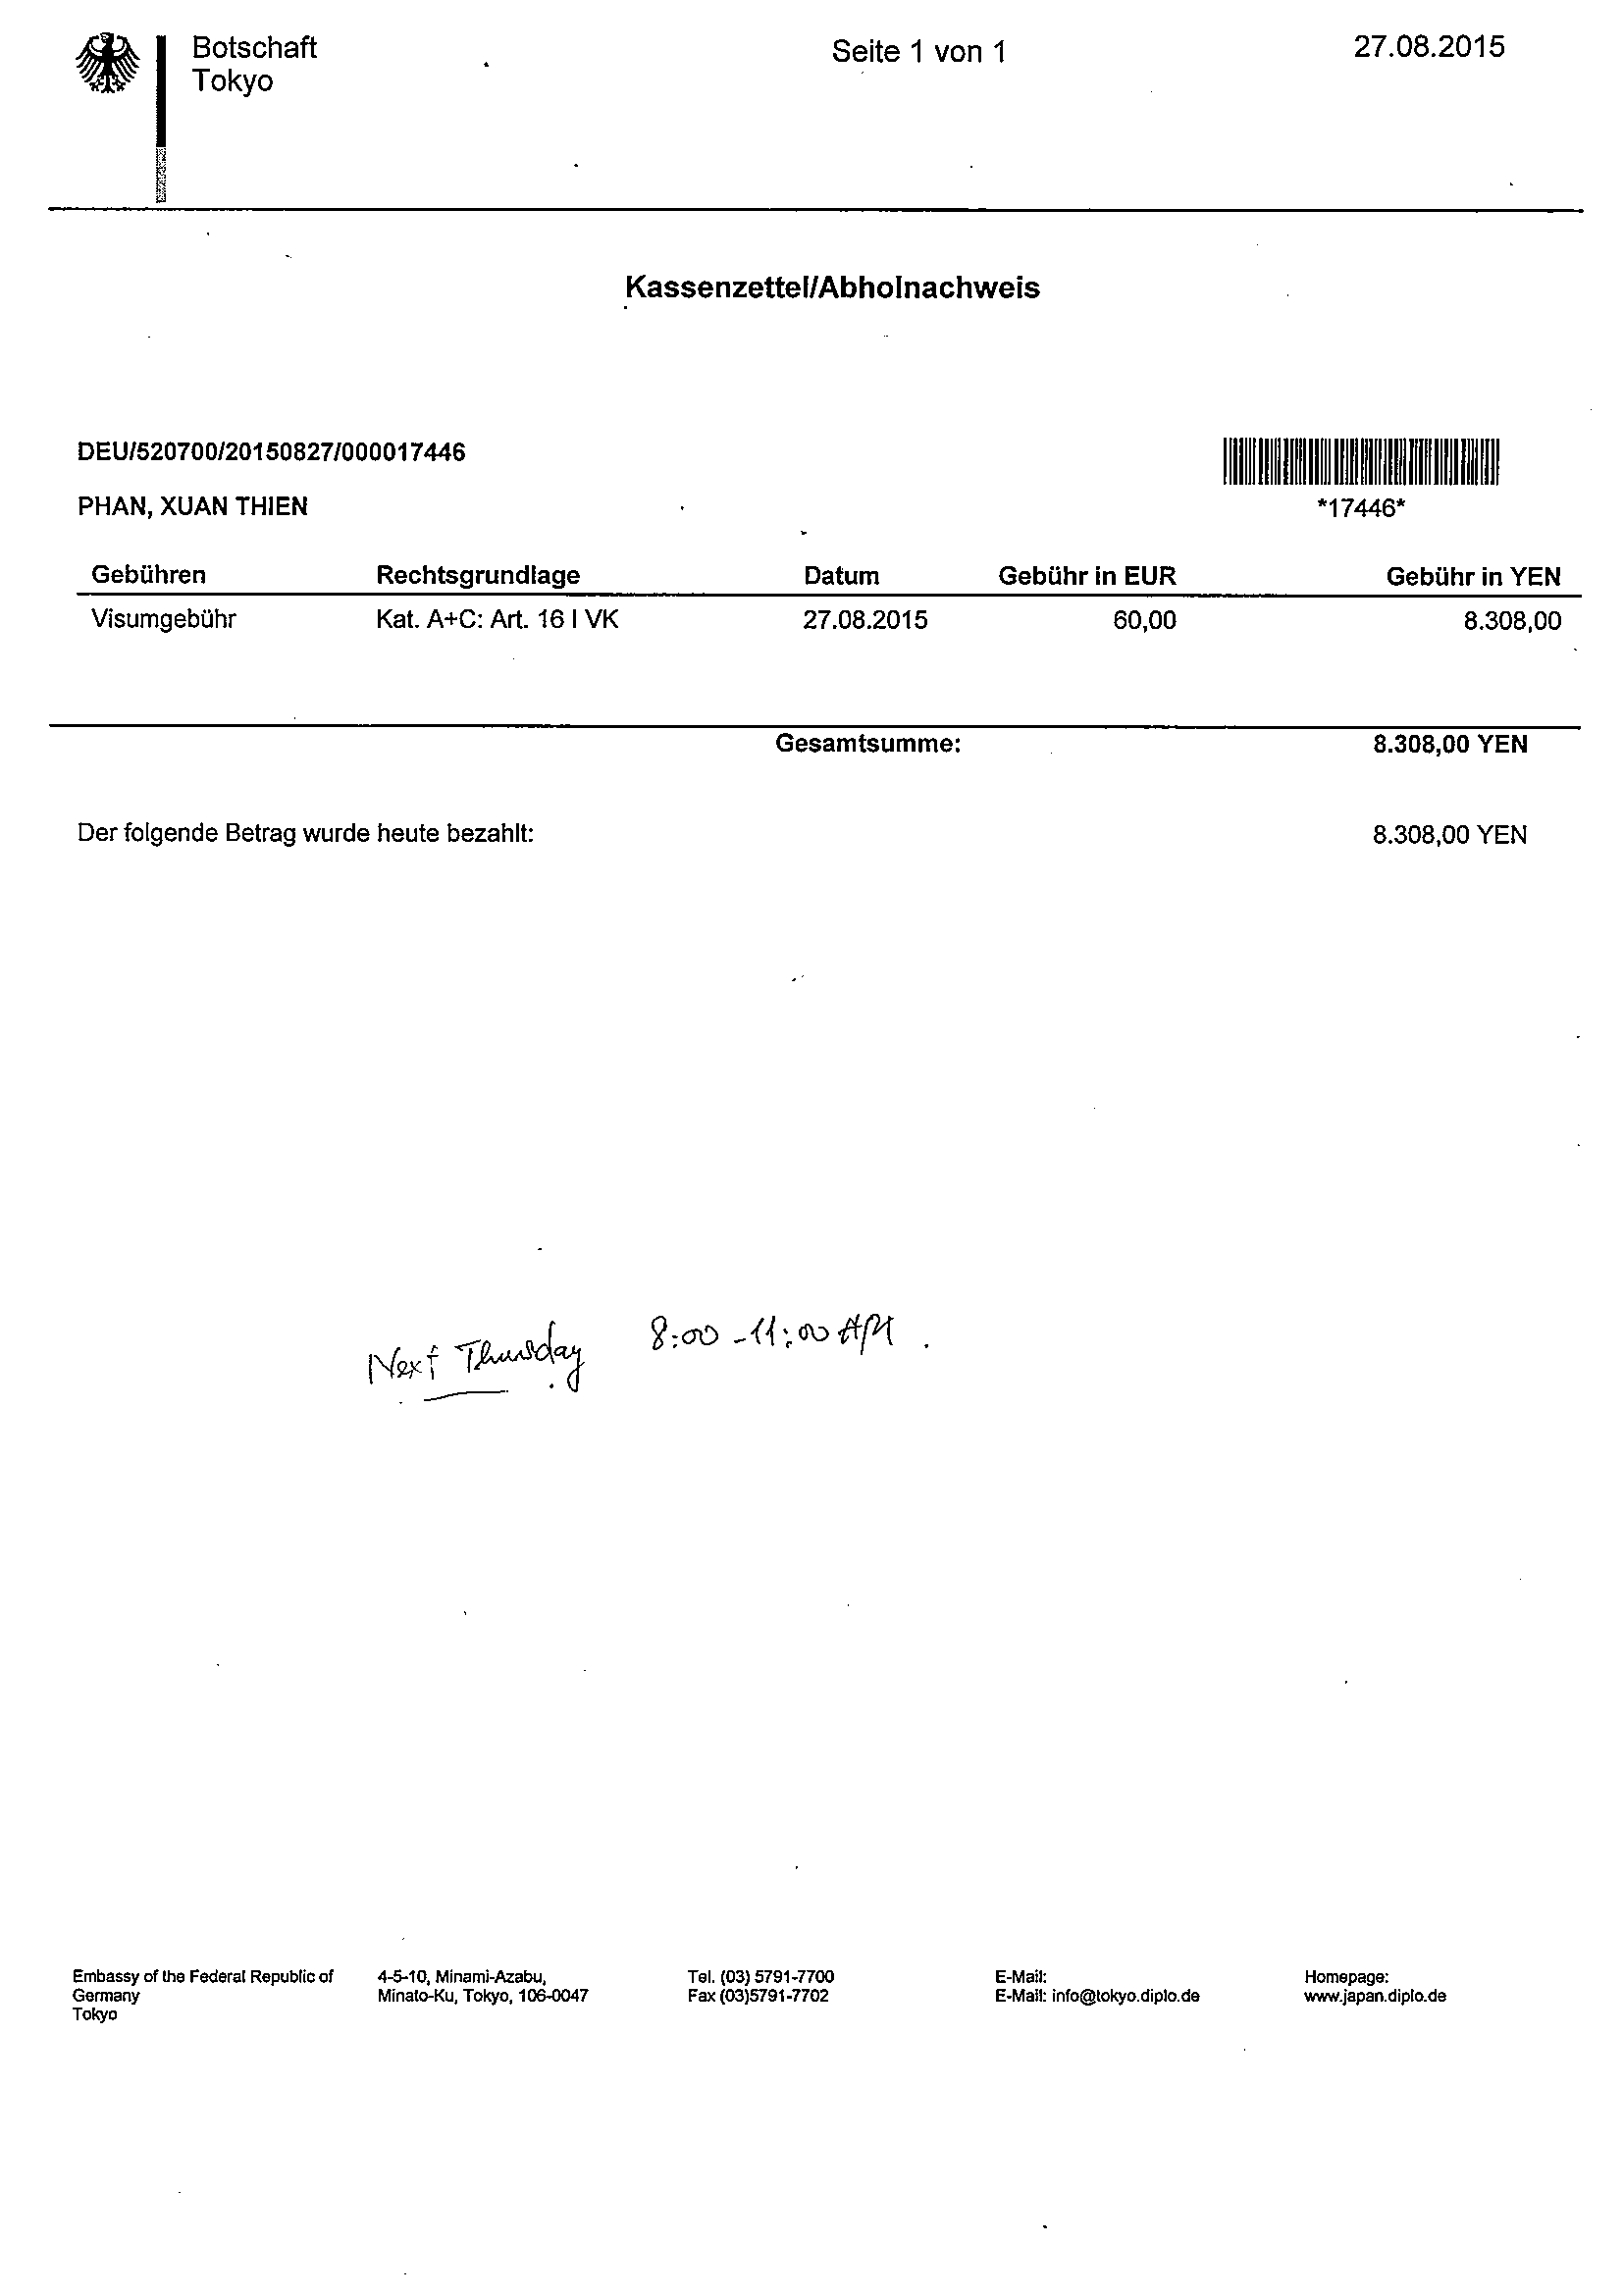 Botschaft
Tokyo
Seite 1 von 1
27.08.2015
Kassenzettel/Abholnachweis
DEU/520700/20150827/000017446
PHAN, XUAN THIEN
*17446*
Gebühren Rechtsgrundlage Datum Gebühr in EUR Gebühr in YEN
Visumgebühr Kat. A+C: Art. 16 I VK 27.08.2015 60,00 8.308,00
Gesamtsumme: 8.308,00 YEN
Der folgende Betrag wurde heute bezahlt: 8.308,00 YEN
Next Thursday 8:00 - 11:00 AM.
Embassy of the Federal Republic of
Germany
Tokyo
4-5-10, Minami-Azabu,
Minato-Ku, Tokyo, 106-0047
Tel. (03) 5791-7700
Fax (03)5791-7702
E-Mail:
E-Mail: info@tokyo.diplo.de
Homepage:
www.japan.diplo.de